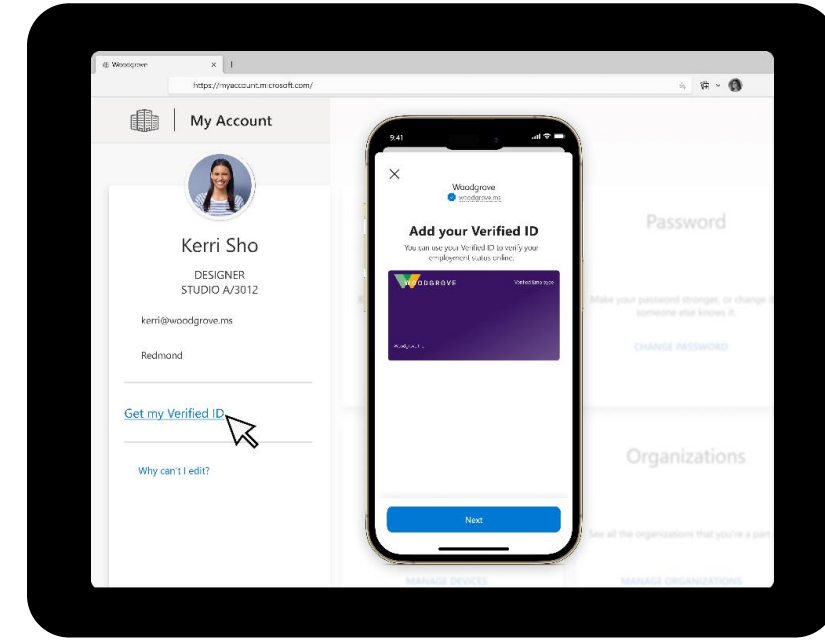 Woodgrove
https://myaccount.microsoft.com/
My Account
Kerri Sho
DESIGNER
STUDIO A/3012
kerri@woodgrove.ms
Redmond
Get my Verified ID
Why can't I edit?
9:41
Woodgrove
woodgrove.ms
Add your Verified ID
You can use your Verified ID to verify your
employment status online.
WOODGROVE
Verified Employee
Next
Password
Make your password stronger, or change it
someone else knows it.
CHANGE PASSWORD
Organizations
See all the organizations that you're a part
MANAGE DEVICES
MANAGE ORGANIZATIONS